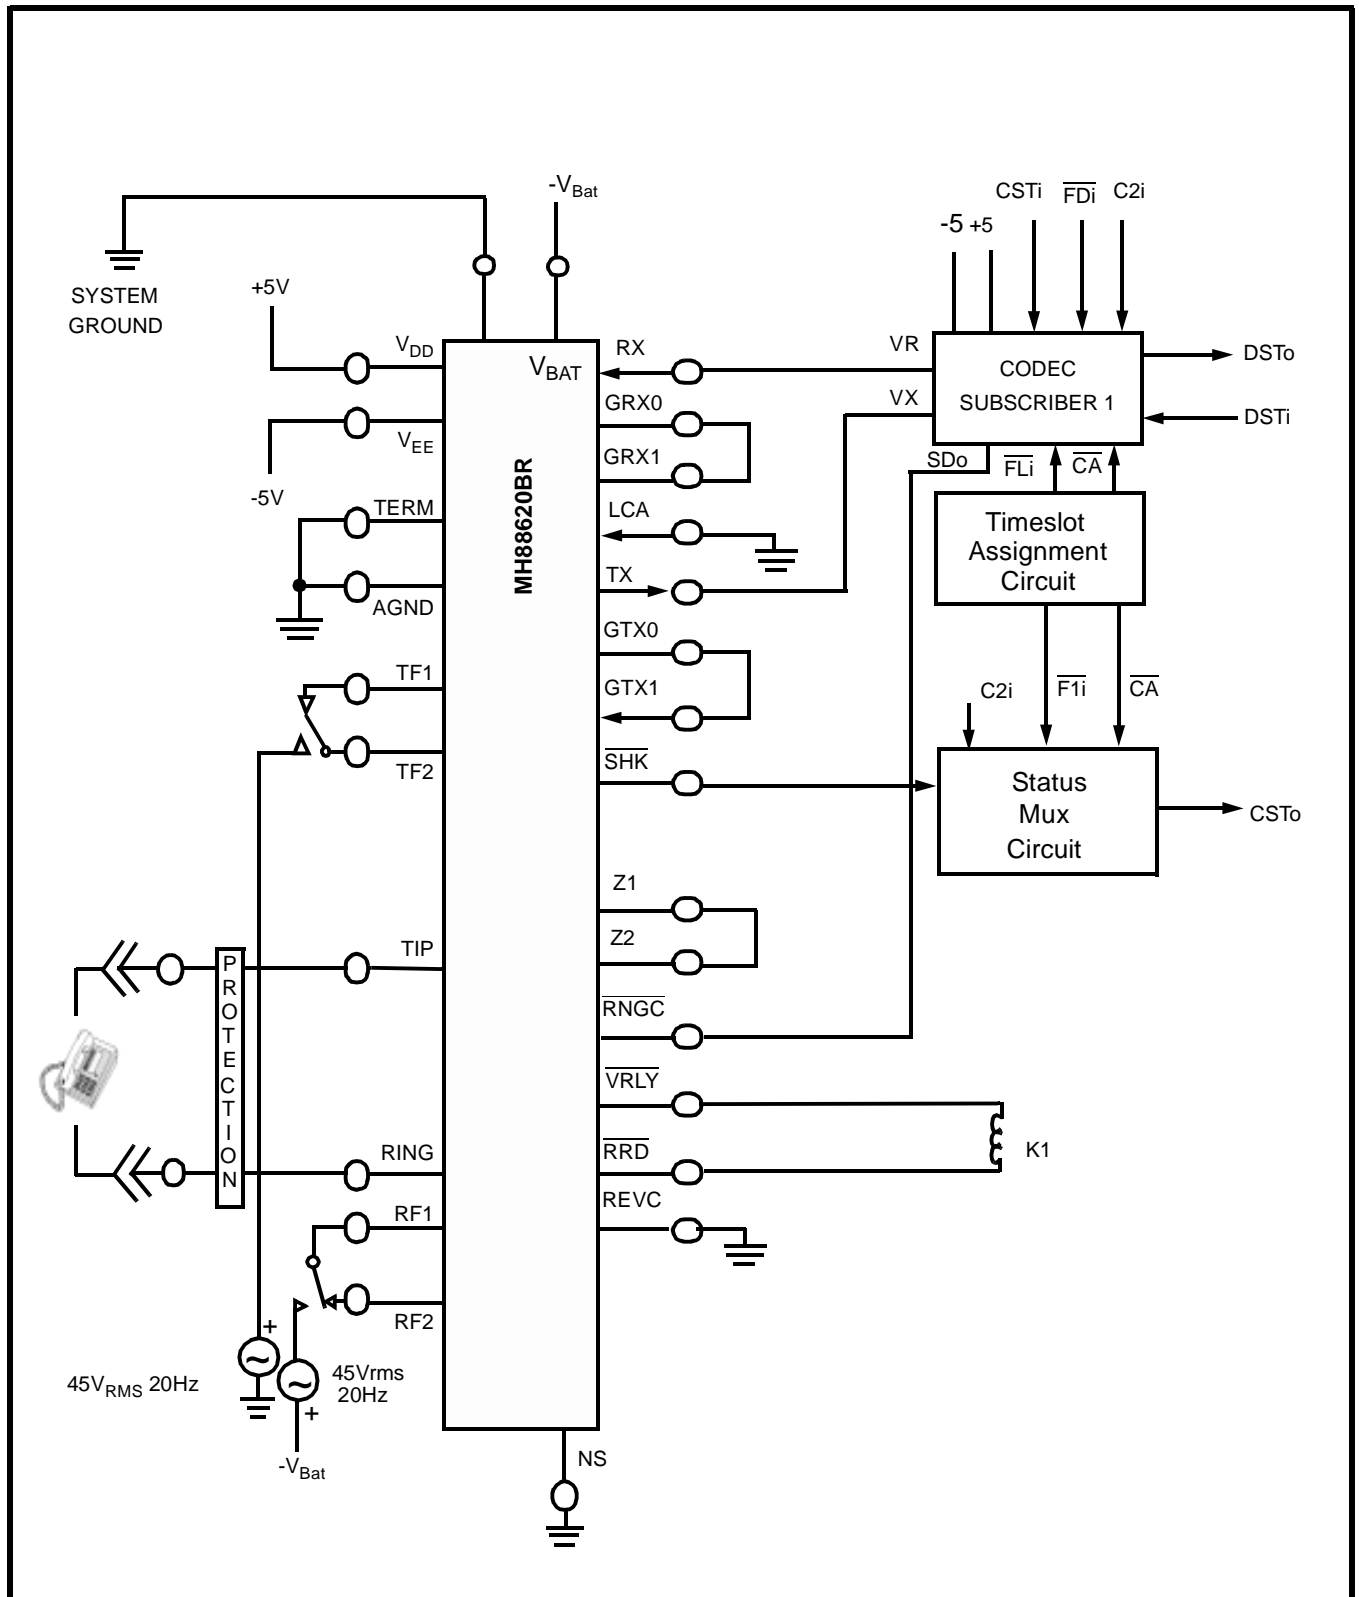 -VBat
CSTi FDi C2i
-5 +5
SYSTEM
GROUND
+5V
VDD
VBAT
RX
VR
CODEC
SUBSCRIBER 1
DSTo
VEE
-5V
GRX0
VX
DSTi
GRX1
SDo
FLi
CA
MH88620BR
TERM
LCA
Timeslot
Assignment
Circuit
AGND
TX
GTX0
TF1
GTX1
C2i
F1i
CA
TF2
SHK
Status
Mux
Circuit
CSTo
Z1
Z2
TIP
PROTECTION
RNGC
VRLY
RING
RRD
K1
RF1
REVC
RF2
+
45VRMS 20Hz
45Vrms
20Hz
+
-VBat
NS